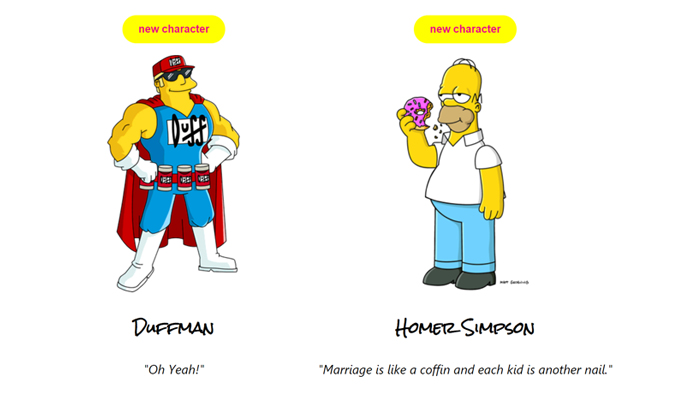 new character
new character
Duff
Duffman
Homer Simpson
"Oh Yeah!"
"Marriage is like a coffin and each kid is another nail."